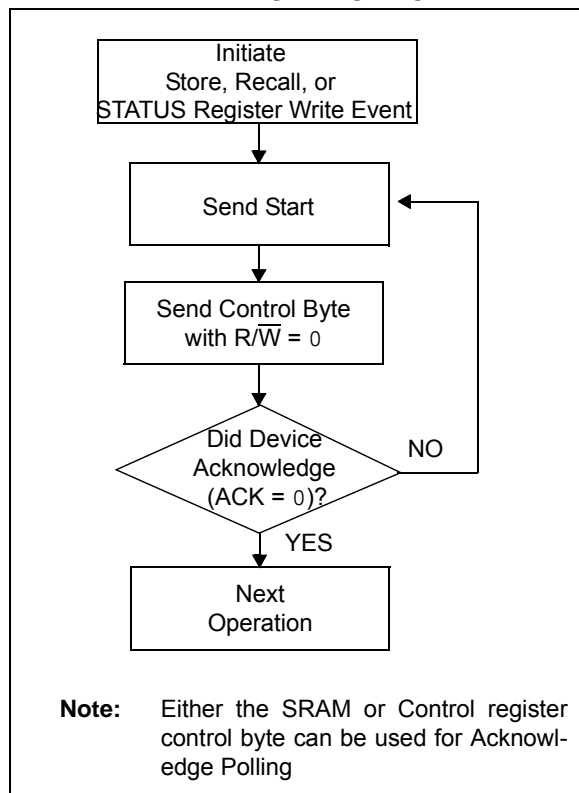 Initiate
Store, Recall, or
STATUS Register Write Event
Send Start
Send Control Byte
with R/W̅ = 0
Did Device
Acknowledge
(ACK = 0)?
NO
YES
Next
Operation
Note: Either the SRAM or Control register
control byte can be used for Acknowl-
edge Polling